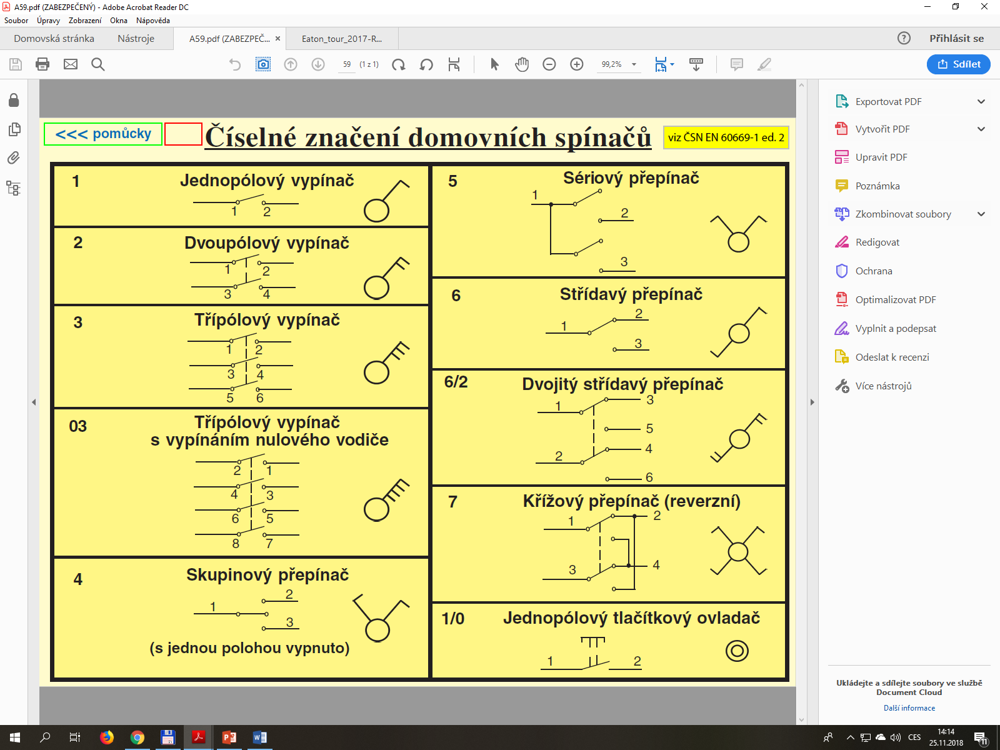 A59.pdf (ZABEZPEČENÝ) - Adobe Acrobat Reader DC
Soubor Úpravy Zobrazení Okna Nápověda
Domovská stránka Nástroje A59.pdf (ZABEZPEČ... × Eaton_tour_2017-R... ? Přihlásit se
59 (1 z 1) 99,2% Sdílet
<<< pomůcky
Číselné značení domovních spínačů
viz ČSN EN 60669-1 ed. 2
1 Jednopólový vypínač
1 2
2 Dvoupólový vypínač
1 2
3 4
3 Třípólový vypínač
1 2
3 4
5 6
03 Třípólový vypínač
s vypínáním nulového vodiče
2 1
4 3
6 5
8 7
4 Skupinový přepínač
2
1
3
(s jednou polohou vypnuto)
5 Sériový přepínač
1
2
3
6 Střídavý přepínač
2
1
3
6/2 Dvojitý střídavý přepínač
1 3
5
2 4
6
7 Křížový přepínač (reverzní)
1 2
3 4
1/0 Jednopólový tlačítkový ovladač
1 2
Exportovat PDF
Vytvořit PDF
Upravit PDF
Poznámka
Zkombinovat soubory
Redigovat
Ochrana
Optimalizovat PDF
Vyplnit a podepsat
Odeslat k recenzi
Více nástrojů
Ukládejte a sdílejte soubory ve službě
Document Cloud
Další informace
CES
14:14
25.11.2018
11